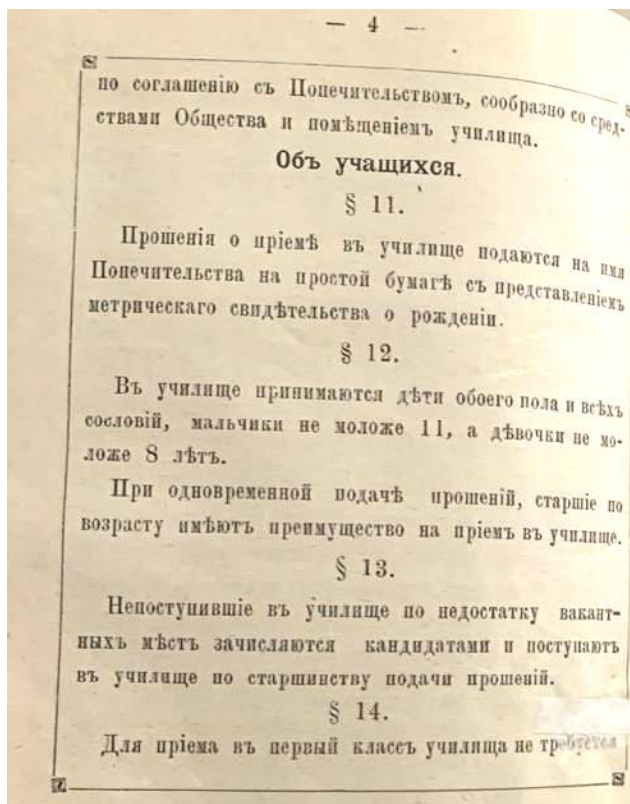 — 4 —
по соглашенію съ Попечительствомъ, сообразно со сред-
ствами Общества и помѣщеніемъ училища.
Объ учащихся.
§ 11.
Прошенія о пріемѣ въ училище подаются на имя
Попечительства на простой бумагѣ съ представленіемъ
метрическаго свидѣтельства о рожденіи.
§ 12.
Въ училище принимаются дѣти обоего пола и всѣхъ
сословій, мальчики не моложе 11, а дѣвочки не мо-
ложе 8 лѣтъ.
При одновременной подачѣ прошеній, старшіе по
возрасту имѣютъ преимущество на пріемъ въ училище.
§ 13.
Непоступившіе въ училище по недостатку вакант-
ныхъ мѣстъ зачисляются кандидатами и поступаютъ
въ училище по старшинству подачи прошеній.
§ 14.
Для пріема въ первый классъ училища не тр